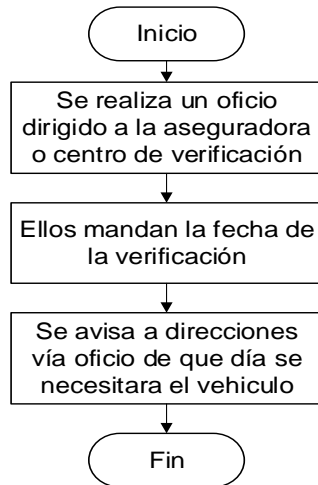 Inicio
Se realiza un oficio
dirigido a la aseguradora
o centro de verificación
Ellos mandan la fecha de
la verificación
Se avisa a direcciones
vía oficio de que día se
necesitara el vehiculo
Fin